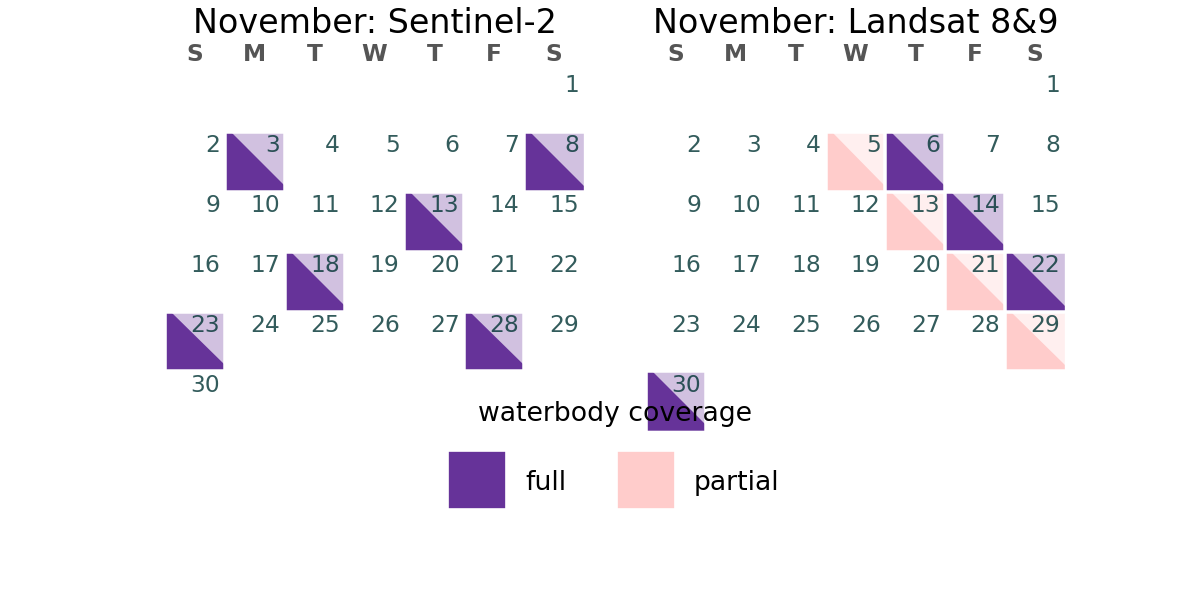 November: Sentinel-2
S M T W T F S
1
2 3 4 5 6 7 8
9 10 11 12 13 14 15
16 17 18 19 20 21 22
23 24 25 26 27 28 29
30
November: Landsat 8&9
S M T W T F S
1
2 3 4 5 6 7 8
9 10 11 12 13 14 15
16 17 18 19 20 21 22
23 24 25 26 27 28 29
30
waterbody coverage
full partial